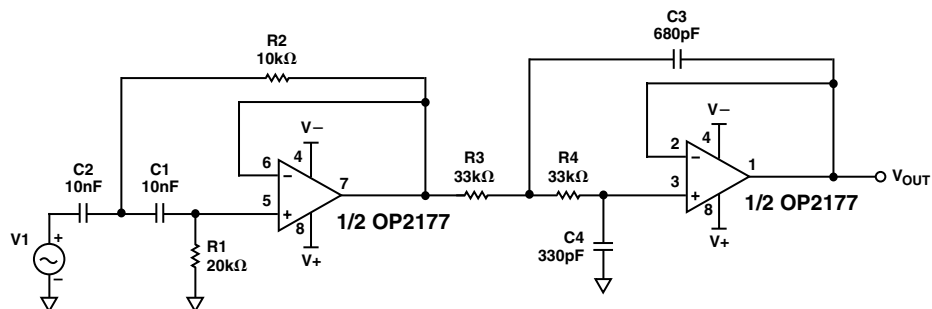 C3
680pF
R2
10kΩ
V–
V–
C2
10nF
C1
10nF
6
4
7
5
8
1/2 OP2177
R3
33kΩ
R4
33kΩ
2
4
1
3
8
1/2 OP2177
VOUT
V1
+
–
R1
20kΩ
V+
C4
330pF
V+
–
+
–
+